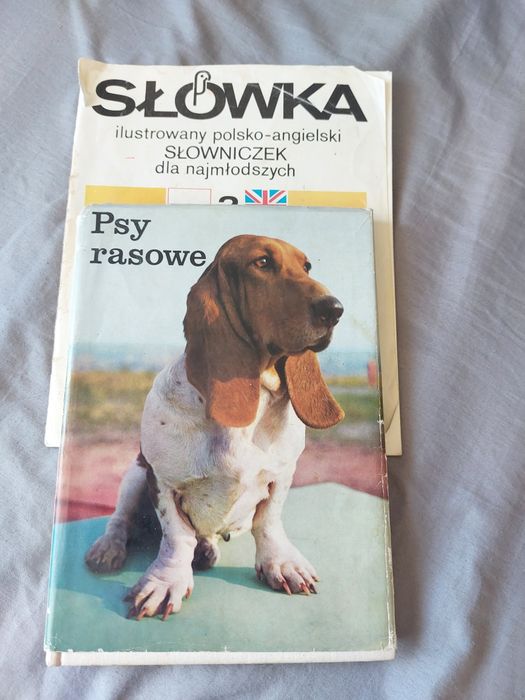 SŁÓWKA
ilustrowany polsko-angielski
SŁOWNICZEK
dla najmłodszych
Psy
rasowe